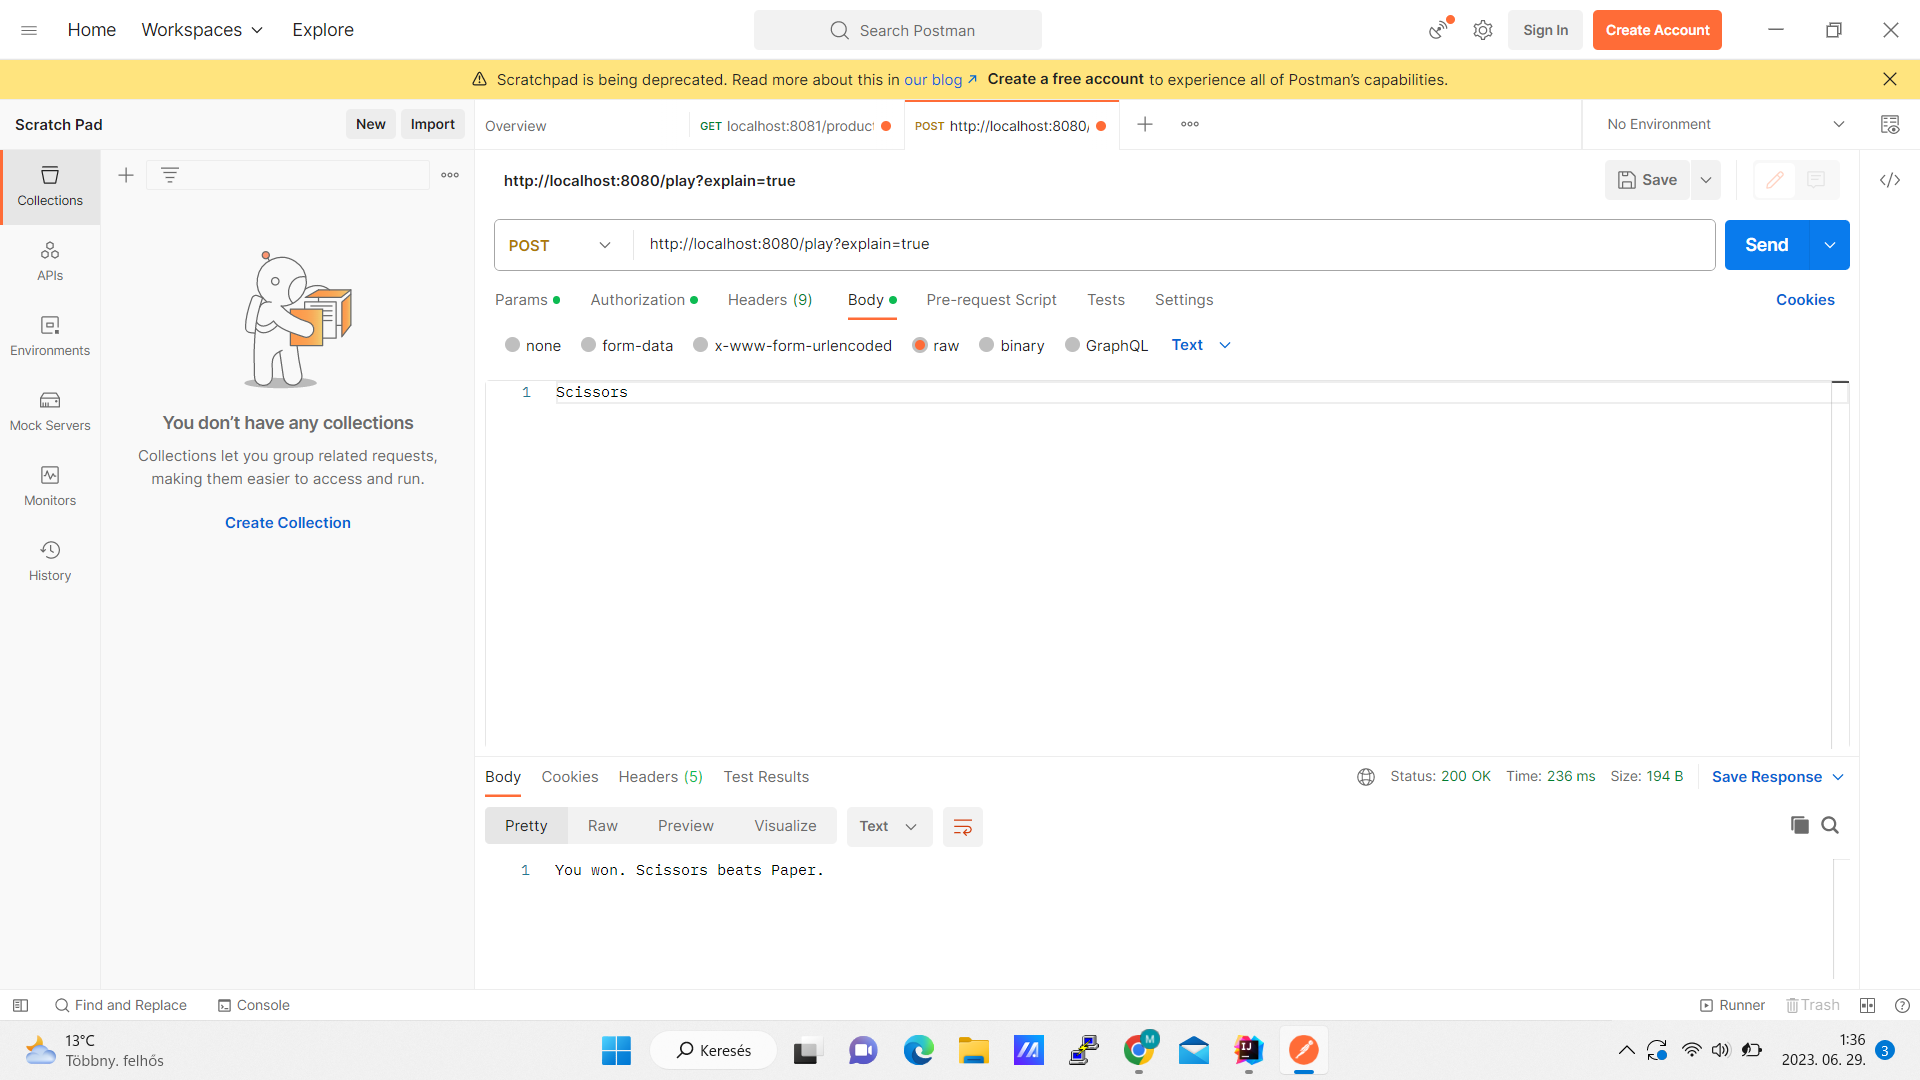 Home
Workspaces
Explore
Search Postman
Sign In
Create Account
Scratchpad is being deprecated. Read more about this in our blog ↗ Create a free account to experience all of Postman’s capabilities.
Scratch Pad
New
Import
Overview
GET localhost:8081/product
POST http://localhost:8080/
No Environment
Collections
APIs
Environments
Mock Servers
Monitors
History
You don’t have any collections
Collections let you group related requests,
making them easier to access and run.
Create Collection
http://localhost:8080/play?explain=true
Save
POST
http://localhost:8080/play?explain=true
Send
Params
Authorization
Headers (9)
Body
Pre-request Script
Tests
Settings
Cookies
none
form-data
x-www-form-urlencoded
raw
binary
GraphQL
Text
1 Scissors
Body
Cookies
Headers (5)
Test Results
Status: 200 OK
Time: 236 ms
Size: 194 B
Save Response
Pretty
Raw
Preview
Visualize
Text
1 You won. Scissors beats Paper.
Find and Replace
Console
Runner
Trash
13°C
Többny. felhős
Keresés
M
IJ
1:36
2023. 06. 29.
3